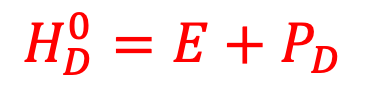 $H_D^0 = E + P_D$